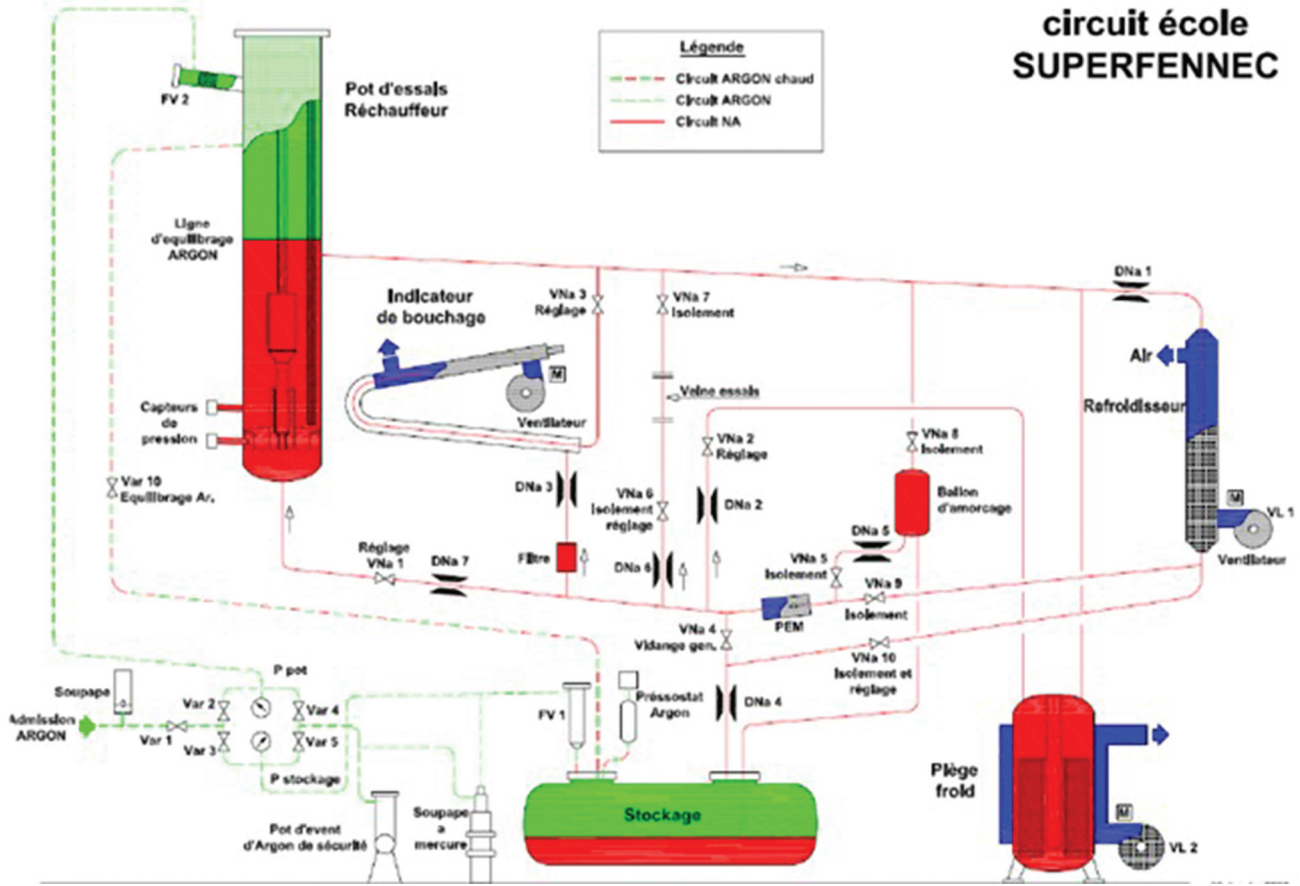 circuit école
SUPERFENNEC
Légende
Circuit ARGON chaud
Circuit ARGON
Circuit NA
FV 2
Pot d'essais
Réchauffeur
Ligne
d'equilibrage
ARGON
Indicateur
de bouchage
VNa 3
Réglage
VNa 7
Isolement
DNa 1
Air
Refroidisseur
M
Ventilateur
Veine essais
Capteurs
de
pression
VNa 2
Réglage
VNa 8
Isolement
Var 10
Equilibrage Ar.
DNa 3
VNa 6
Isolement
réglage
DNa 2
Ballon
d'amorcage
M
VL 1
Ventilateur
DNa 5
Réglage
VNa 1
DNa 7
Filtre
DNa 6
VNa 5
Isolement
VNa 9
Isolement
PEM
VNa 4
Vidange gen.
VNa 10
Isolement et
réglage
P pot
Soupape
Admission
ARGON
Var 1
Var 2
Var 3
Var 4
Var 5
P stockage
FV 1
Préssostat
Argon
DNa 4
Plège
frold
M
VL 2
Stockage
Pot d'event
d'Argon de sécurité
Soupape
a
mercure